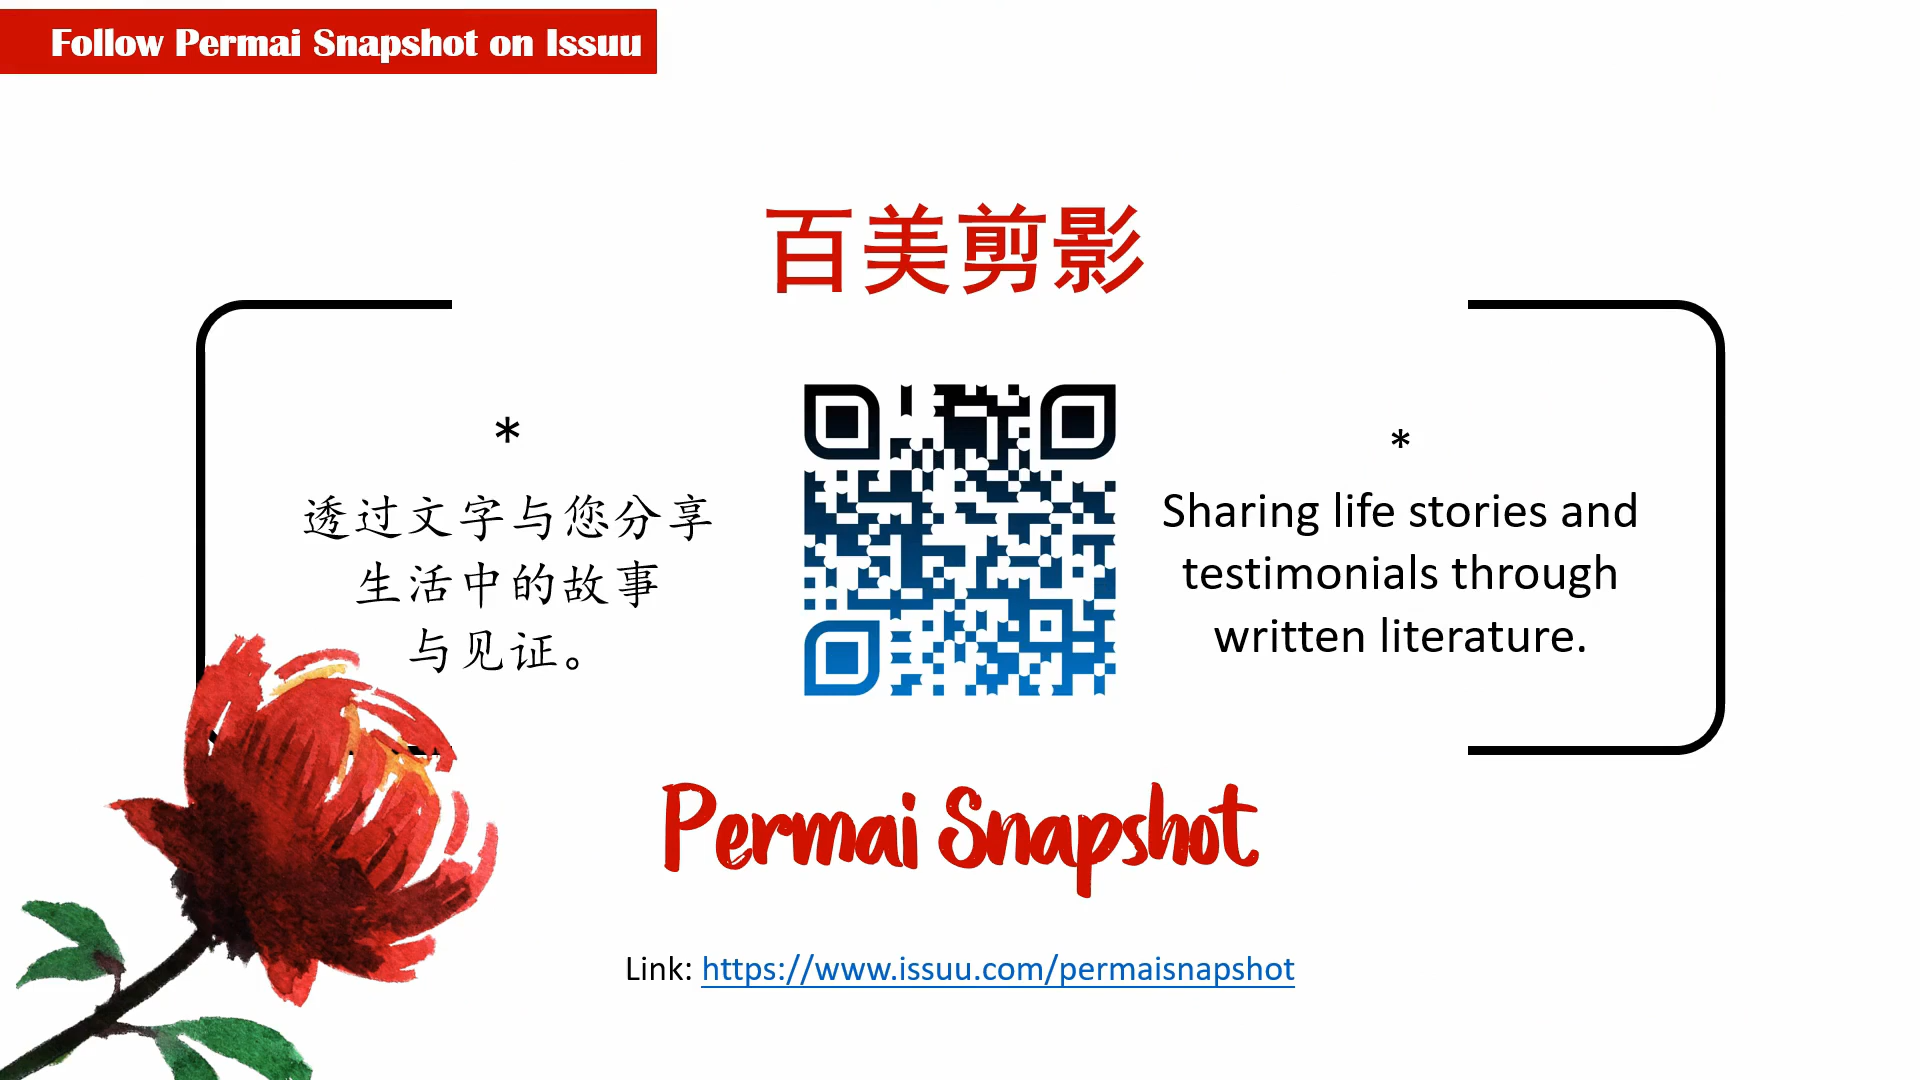 Follow Permai Snapshot on Issuu
百美剪影
*
透过文字与您分享
生活中的故事
与见证。
*
Sharing life stories and
testimonials through
written literature.
Permai Snapshot
Link: https://www.issuu.com/permaisnapshot